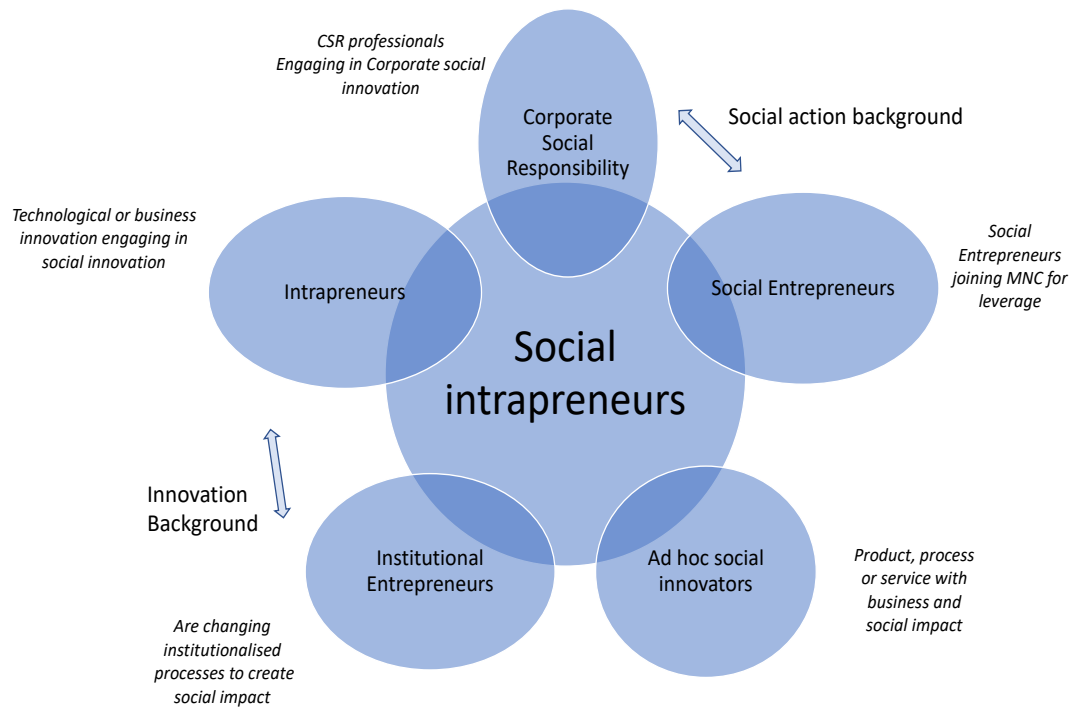 CSR professionals
Engaging in Corporate social
innovation
Corporate
Social
Responsibility
Social action background
Technological or business
innovation engaging in
social innovation
Intrapreneurs
Social Entrepreneurs
Social
Entrepreneurs
joining MNC for
leverage
Social
intrapreneurs
Innovation
Background
Institutional
Entrepreneurs
Ad hoc social
innovators
Product, process
or service with
business and
social impact
Are changing
institutionalised
processes to create
social impact